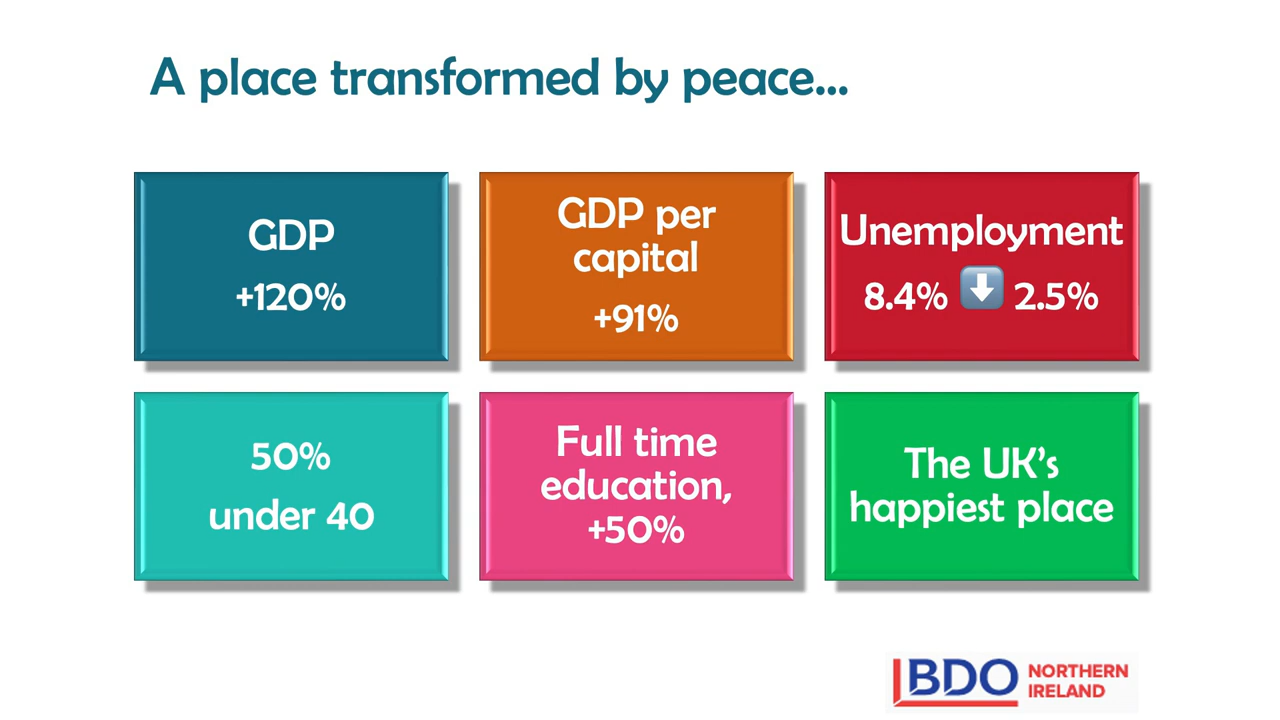 A place transformed by peace...
GDP
+120%
GDP per
capital
+91%
Unemployment
8.4% ⬇ 2.5%
50%
under 40
Full time
education,
+50%
The UK’s
happiest place
BDO NORTHERN
IRELAND